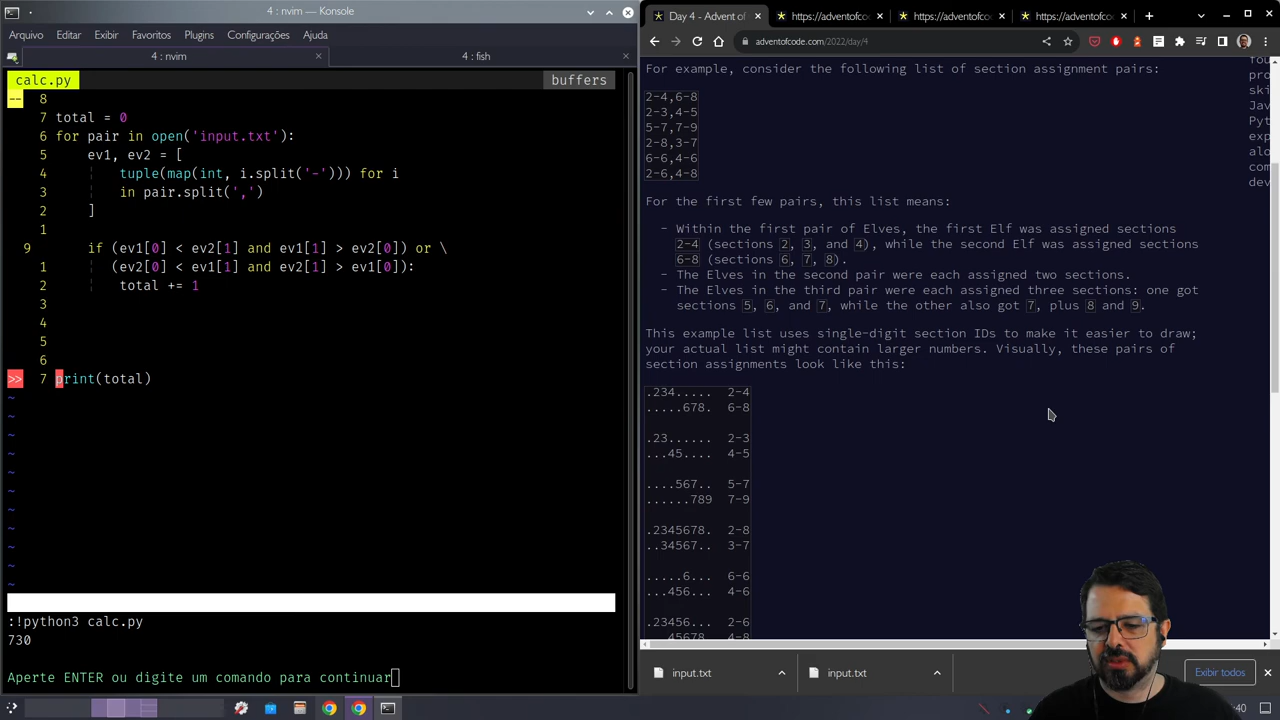 4 : nvim — Konsole
Arquivo Editar Exibir Favoritos Plugins Configurações Ajuda
4 : nvim
4 : fish
calc.py
buffers
-- 8
7 total = 0
6 for pair in open('input.txt'):
5 ev1, ev2 = [
4 tuple(map(int, i.split('-'))) for i
3 in pair.split(',')
2 ]
1
9 if (ev1[0] < ev2[1] and ev1[1] > ev2[0]) or \
1 (ev2[0] < ev1[1] and ev2[1] > ev1[0]):
2 total += 1
3
4
5
6
>> 7 print(total)
~
~
~
~
~
~
~
~
~
~
~
:!python3 calc.py
730
Aperte ENTER ou digite um comando para continuar
Day 4 - Advent of
https://adventofcode
https://adventofcode
https://adventofcode
adventofcode.com/2022/day/4
For example, consider the following list of section assignment pairs:
2-4,6-8
2-3,4-5
5-7,7-9
2-8,3-7
6-6,4-6
2-6,4-8
For the first few pairs, this list means:
- Within the first pair of Elves, the first Elf was assigned sections
2-4 (sections 2, 3, and 4), while the second Elf was assigned sections
6-8 (sections 6, 7, 8).
- The Elves in the second pair were each assigned two sections.
- The Elves in the third pair were each assigned three sections: one got
sections 5, 6, and 7, while the other also got 7, plus 8 and 9.
This example list uses single-digit section IDs to make it easier to draw;
your actual list might contain larger numbers. Visually, these pairs of
section assignments look like this:
.234..... 2-4
.....678. 6-8
.23...... 2-3
...45.... 4-5
....567.. 5-7
......789 7-9
.2345678. 2-8
..34567.. 3-7
.....6... 6-6
...456... 4-6
.23456... 2-6
...45678. 4-8
you
pro
ski
Jav
Pyt
exp
alo
com
dev
input.txt
input.txt
Exibir todos
:40